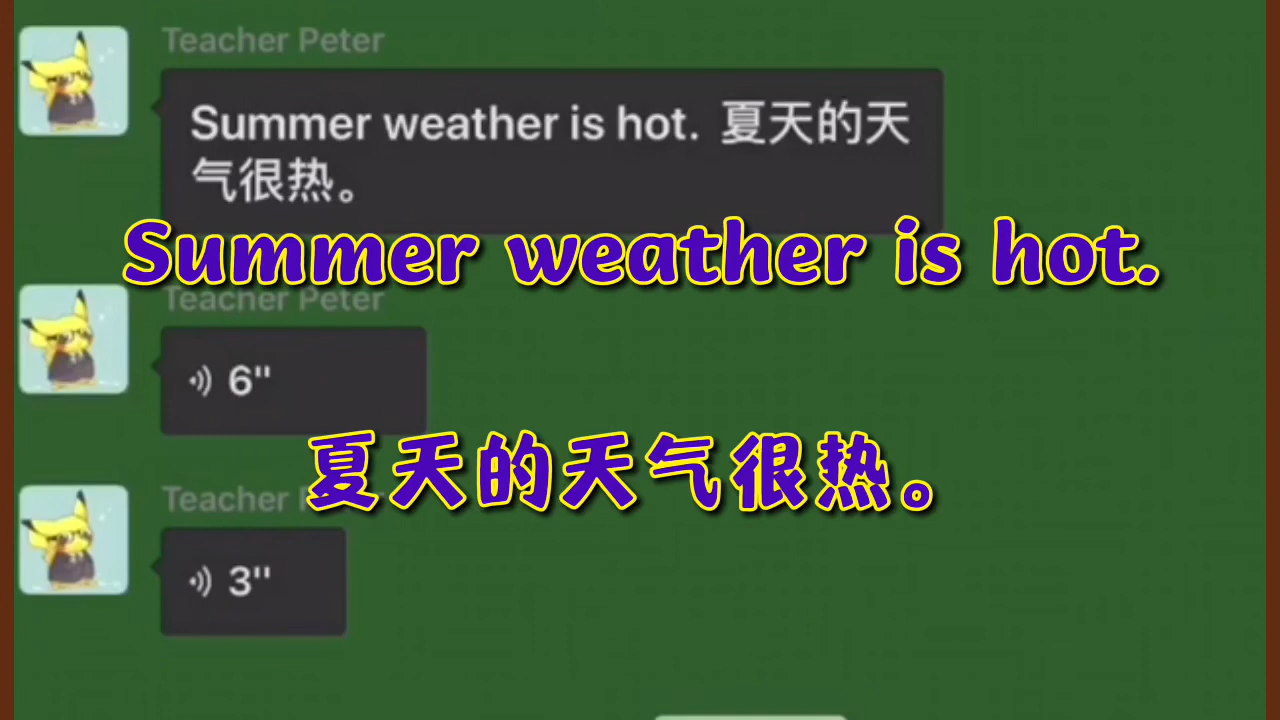 Teacher Peter
Summer weather is hot. 夏天的天
气很热。
Summer weather is hot.
Teacher Peter
6"
夏天的天气很热。
Teacher
3"